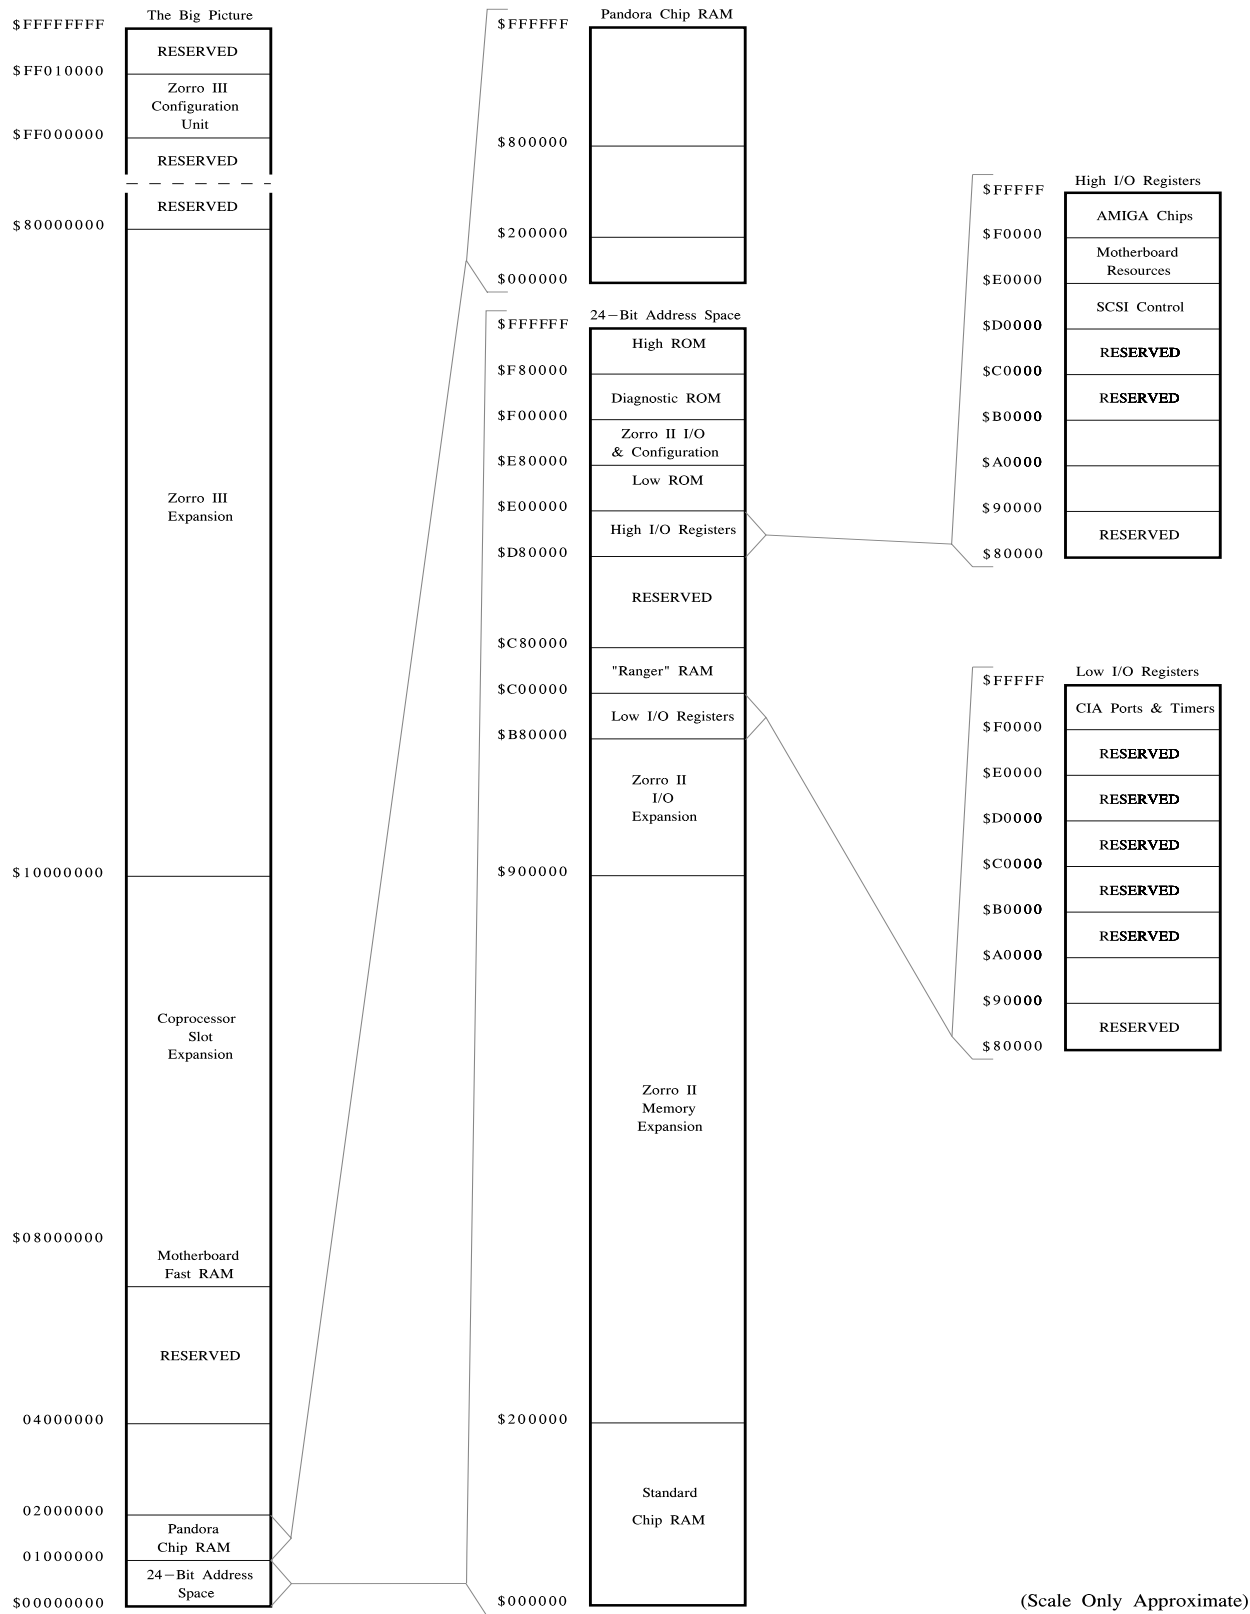 The Big Picture
$FFFFFFFF
RESERVED
$FF010000
Zorro III
Configuration
Unit
$FF000000
RESERVED
RESERVED
$80000000
Zorro III
Expansion
$10000000
Coprocessor
Slot
Expansion
$08000000
Motherboard
Fast RAM
RESERVED
04000000
02000000
Pandora
Chip RAM
01000000
24-Bit Address
Space
$00000000
Pandora Chip RAM
$FFFFFF
$800000
$200000
$000000
24-Bit Address Space
$FFFFFF
High ROM
$F80000
Diagnostic ROM
$F00000
Zorro II I/O
& Configuration
$E80000
Low ROM
$E00000
High I/O Registers
$D80000
RESERVED
$C80000
"Ranger" RAM
$C00000
Low I/O Registers
$B80000
Zorro II
I/O
Expansion
$900000
Zorro II
Memory
Expansion
$200000
Standard
Chip RAM
$000000
High I/O Registers
$FFFFF
AMIGA Chips
$F0000
Motherboard
Resources
$E0000
SCSI Control
$D0000
RESERVED
$C0000
RESERVED
$B0000
$A0000
$90000
RESERVED
$80000
Low I/O Registers
$FFFFF
CIA Ports & Timers
$F0000
RESERVED
$E0000
RESERVED
$D0000
RESERVED
$C0000
RESERVED
$B0000
RESERVED
$A0000
$90000
RESERVED
$80000
(Scale Only Approximate)